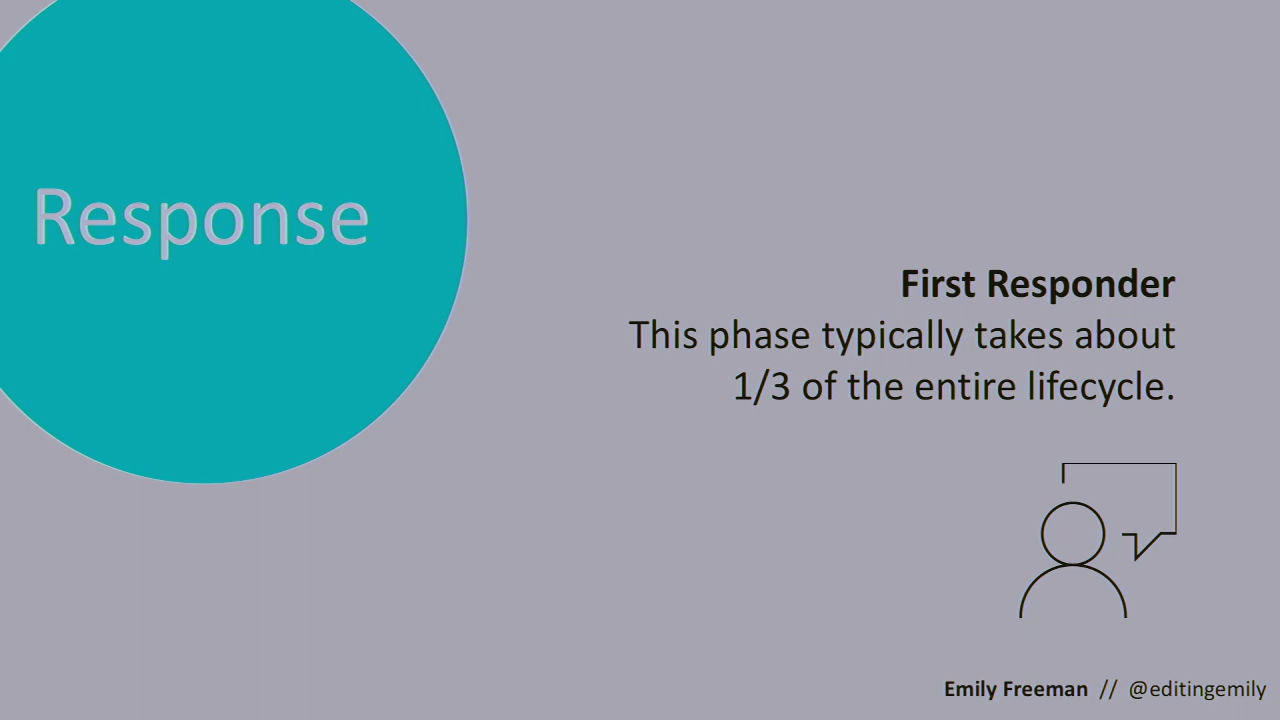 Response
First Responder
This phase typically takes about
1/3 of the entire lifecycle.
Emily Freeman // @editingemily